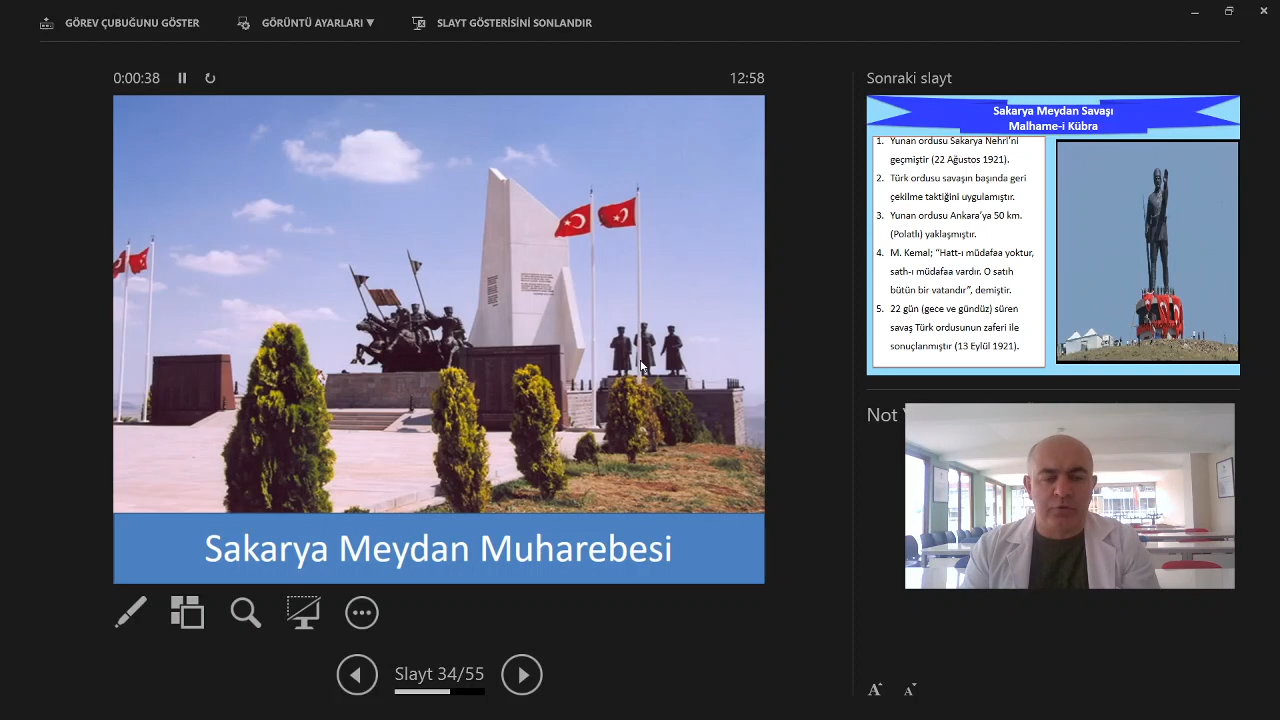 GÖREV ÇUBUĞUNU GÖSTER
GÖRÜNTÜ AYARLARI ▼
SLAYT GÖSTERİSİNİ SONLANDIR
0:00:38
12:58
Sakarya Meydan Muharebesi
Slayt 34/55
Sonraki slayt
Sakarya Meydan Savaşı
Malhame-i Kübra
1. Yunan ordusu Sakarya Nehri'ni
geçmiştir (22 Ağustos 1921).
2. Türk ordusu savaşın başında geri
çekilme taktiğini uygulamıştır.
3. Yunan ordusu Ankara'ya 50 km.
(Polatlı) yaklaşmıştır.
4. M. Kemal; "Hatt-ı müdafaa yoktur,
sath-ı müdafaa vardır. O satıh
bütün bir vatandır", demiştir.
5. 22 gün (gece ve gündüz) süren
savaş Türk ordusunun zaferi ile
sonuçlanmıştır (13 Eylül 1921).
Not
A A